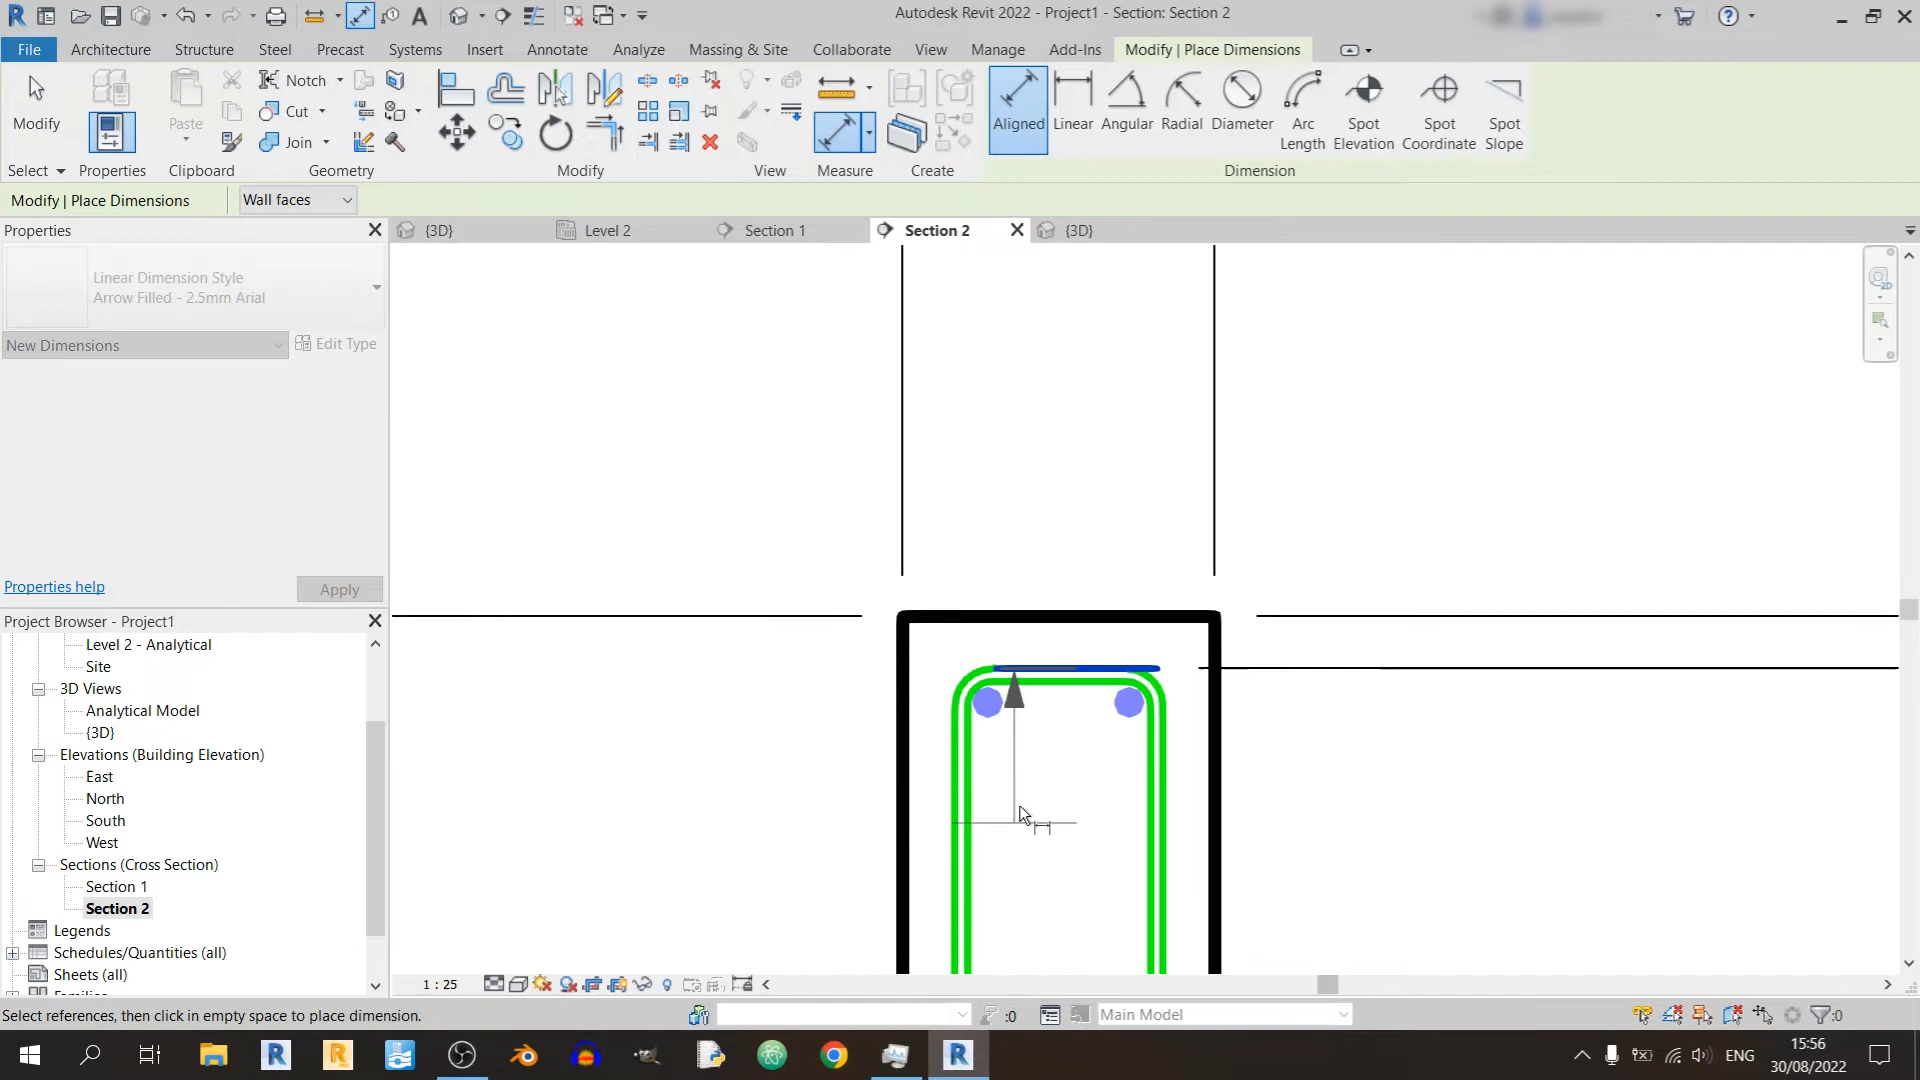 Autodesk Revit 2022 - Project1 - Section: Section 2
File Architecture Structure Steel Precast Systems Insert Annotate Analyze Massing & Site Collaborate View Manage Add-Ins Modify | Place Dimensions
Modify Paste Notch Cut Join Aligned Linear Angular Radial Diameter Arc Length Spot Elevation Spot Coordinate Spot Slope
Select Properties Clipboard Geometry Modify View Measure Create Dimension
Modify | Place Dimensions Wall faces
Properties {3D} Level 2 Section 1 Section 2 {3D}
Linear Dimension Style
Arrow Filled - 2.5mm Arial
New Dimensions Edit Type
Properties help Apply
Project Browser - Project1
Level 2 - Analytical
Site
3D Views
Analytical Model
{3D}
Elevations (Building Elevation)
East
North
South
West
Sections (Cross Section)
Section 1
Section 2
Legends
Schedules/Quantities (all)
Sheets (all)
1 : 25
Select references, then click in empty space to place dimension. :0 Main Model :0
ENG 15:56
30/08/2022